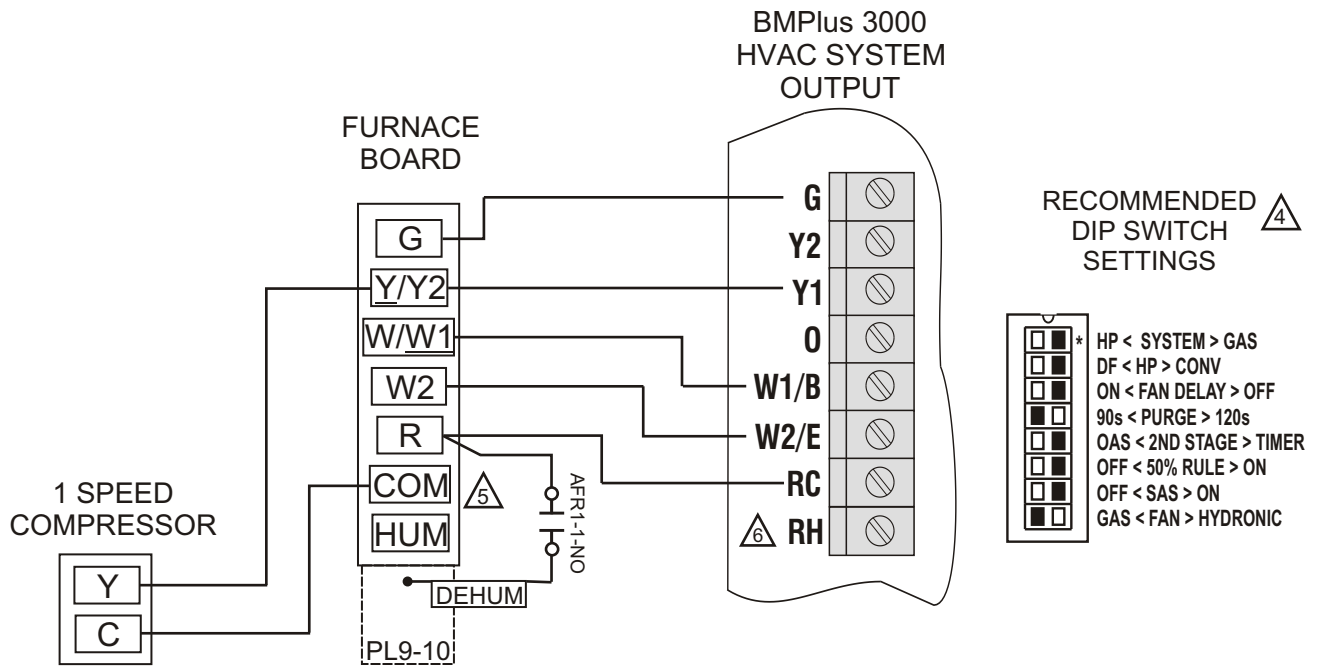 BMPlus 3000
HVAC SYSTEM
OUTPUT
FURNACE
BOARD
G
Y/Y2
W/W1
W2
R
COM
HUM
5
AFR1-1-NO
DEHUM
PL9-10
1 SPEED
COMPRESSOR
Y
C
G
Y2
Y1
O
W1/B
W2/E
RC
6
RH
RECOMMENDED
DIP SWITCH
SETTINGS
4
* HP < SYSTEM > GAS
DF < HP > CONV
ON < FAN DELAY > OFF
90s < PURGE > 120s
OAS < 2ND STAGE > TIMER
OFF < 50% RULE > ON
OFF < SAS > ON
GAS < FAN > HYDRONIC